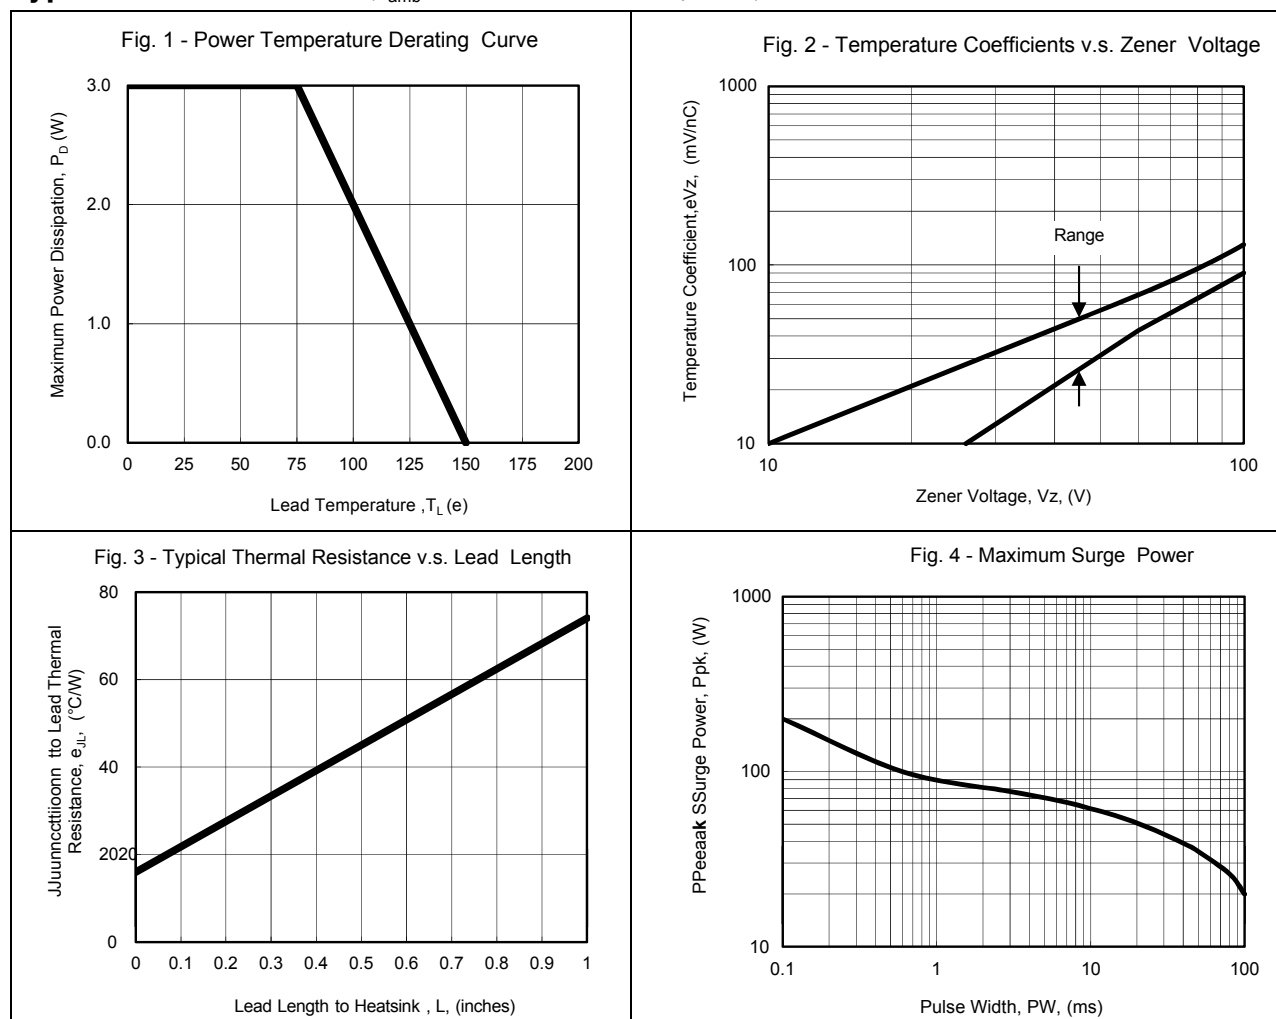 amb
Fig. 1 - Power Temperature Derating Curve
3.0
2.0
1.0
0.0
0 25 50 75 100 125 150 175 200
Maximum Power Dissipation, PD (W)
Lead Temperature ,TL (e)
Fig. 2 - Temperature Coefficients v.s. Zener Voltage
1000
100
10
10 100
Temperature Coefficient,eVz, (mV/nC)
Range
Zener Voltage, Vz, (V)
Fig. 3 - Typical Thermal Resistance v.s. Lead Length
80
60
40
2020
0
0 0.1 0.2 0.3 0.4 0.5 0.6 0.7 0.8 0.9 1
JJuunnccttiioonn tto Lead Thermal
Resistance, eJL, (°C/W)
Lead Length to Heatsink , L, (inches)
Fig. 4 - Maximum Surge Power
1000
100
10
0.1 1 10 100
PPeeaak SSurge Power, Ppk, (W)
Pulse Width, PW, (ms)